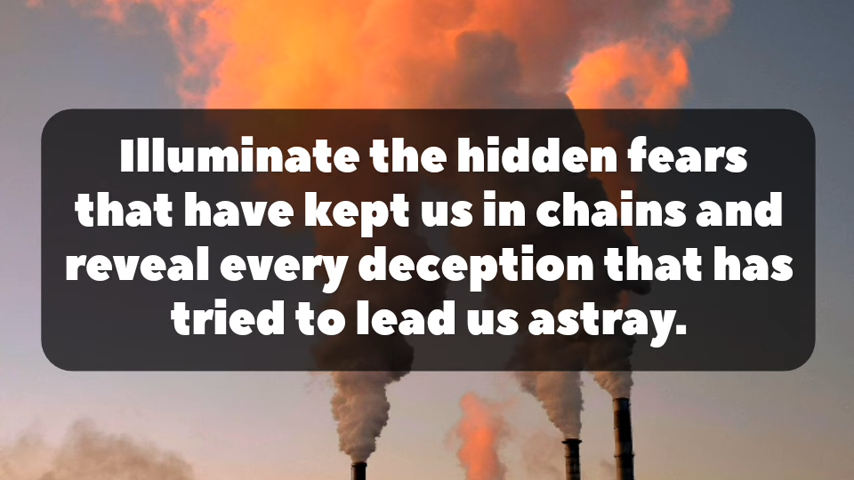 Illuminate the hidden fears
that have kept us in chains and
reveal every deception that has
tried to lead us astray.